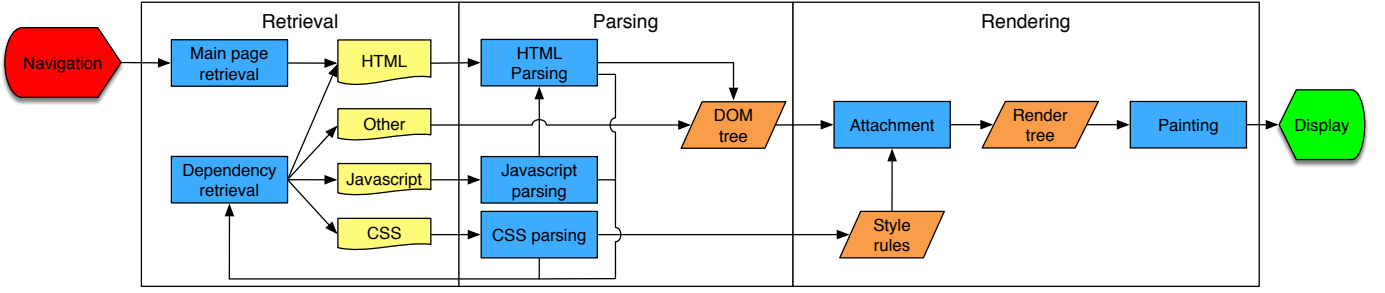 Retrieval
Parsing
Rendering
Navigation
Main page
retrieval
HTML
HTML
Parsing
Other
DOM
tree
Attachment
Render
tree
Painting
Display
Dependency
retrieval
Javascript
Javascript
parsing
CSS
CSS parsing
Style
rules